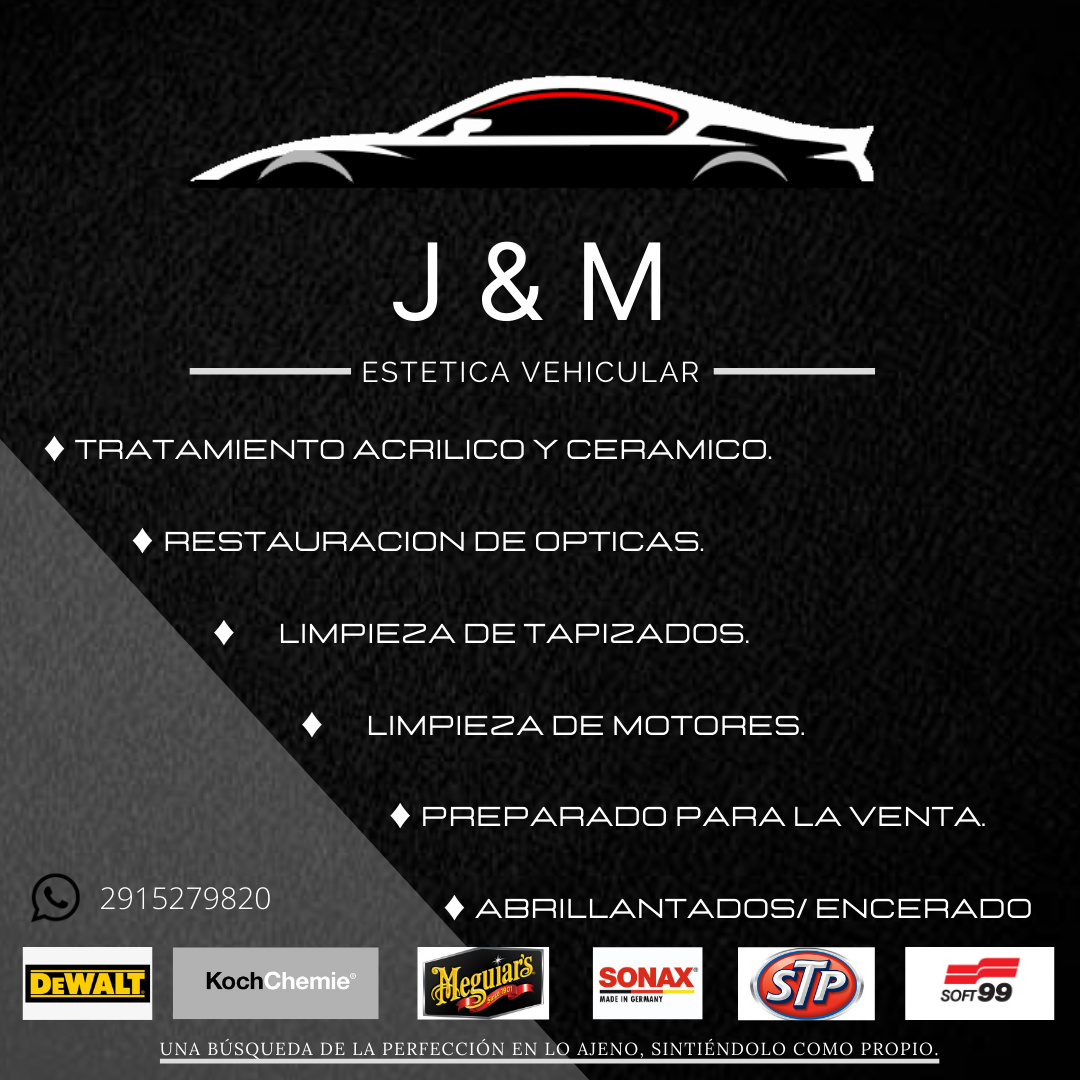 J & M
ESTETICA VEHICULAR
♦ TRATAMIENTO ACRILICO Y CERAMICO.
♦ RESTAURACION DE OPTICAS.
♦ LIMPIEZA DE TAPIZADOS.
♦ LIMPIEZA DE MOTORES.
♦ PREPARADO PARA LA VENTA.
2915279820
♦ ABRILLANTADOS/ ENCERADO
DEWALT
KochChemie®
Meguiar's
SINCE 1901
SONAX®
MADE IN GERMANY
STP
SOFT99
UNA BÚSQUEDA DE LA PERFECCIÓN EN LO AJENO, SINTIÉNDOLO COMO PROPIO.